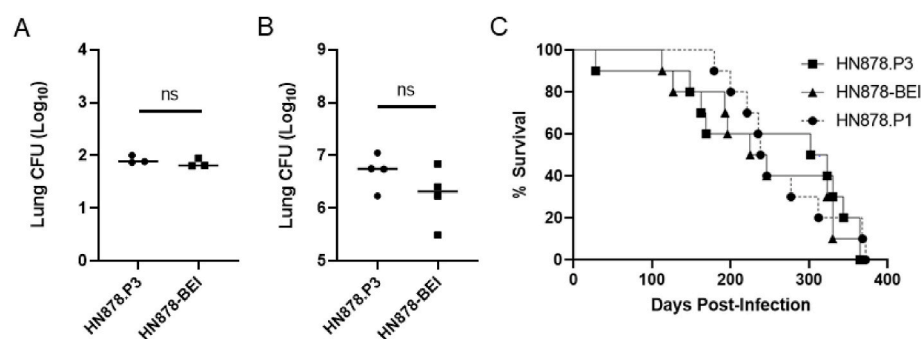 A
Lung CFU (Log10)
4
3
2
1
0
ns
HN878.P3
HN878-BEI
B
Lung CFU (Log10)
9
8
7
6
5
ns
HN878.P3
HN878-BEI
C
% Survival
100
80
60
40
20
0
0
100
200
300
400
Days Post-Infection
HN878.P3
HN878-BEI
HN878.P1